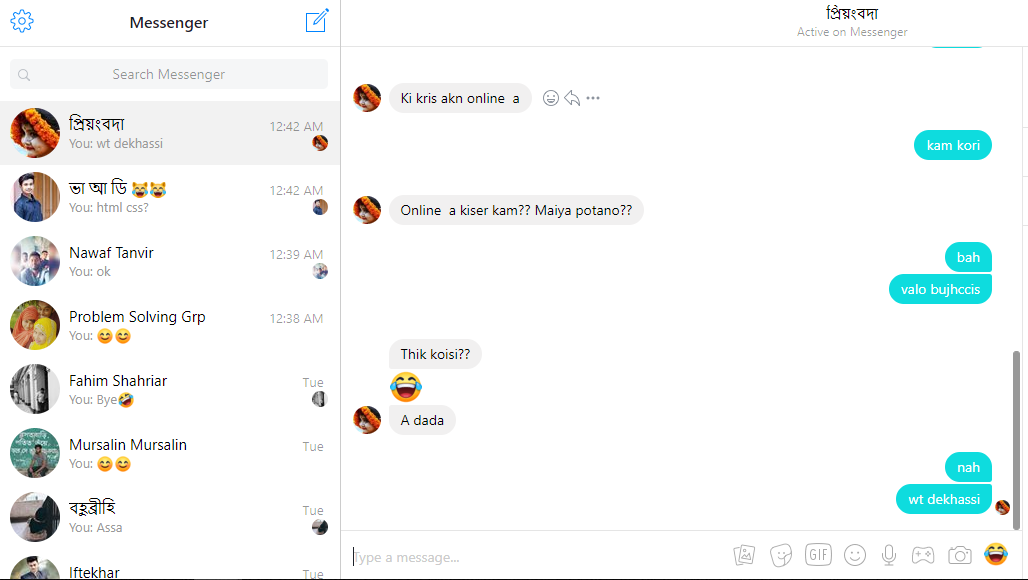 Messenger
Search Messenger
প্রিয়ংবদা
12:42 AM
You: wt dekhassi
ভা আ ডি 😹😹
12:42 AM
You: html css?
Nawaf Tanvir
12:39 AM
You: ok
Problem Solving Grp
12:38 AM
You: 😊😊
Fahim Shahriar
Tue
You: Bye🤣
Mursalin Mursalin
Tue
You: 😊😊
বহুব্রীহি
Tue
You: Assa
Iftekhar
Tue
প্রিয়ংবদা
Active on Messenger
Ki kris akn online a
kam kori
Online a kiser kam?? Maiya potano??
bah
valo bujhccis
Thik koisi??
😂
A dada
nah
wt dekhassi
Type a message...
GIF